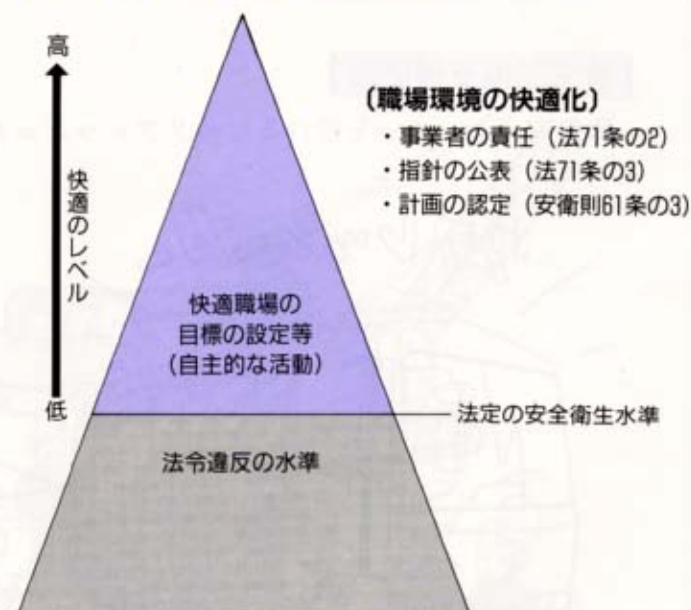 高
快適のレベル
低
〔職場環境の快適化〕
・事業者の責任（法71条の2）
・指針の公表（法71条の3）
・計画の認定（安衛則61条の3）
快適職場の
目標の設定等
（自主的な活動）
法定の安全衛生水準
法令違反の水準